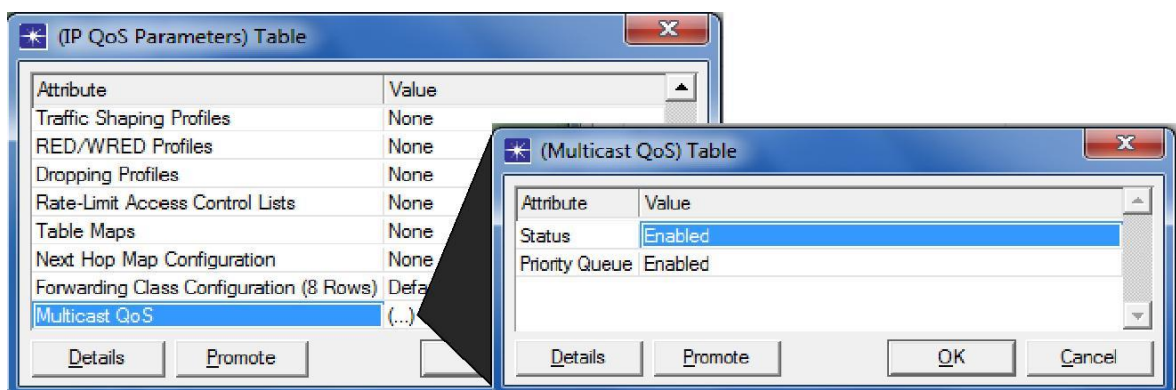 (IP QoS Parameters) Table
Attribute Value
Traffic Shaping Profiles None
RED/WRED Profiles None
Dropping Profiles None
Rate-Limit Access Control Lists None
Table Maps None
Next Hop Map Configuration None
Forwarding Class Configuration (8 Rows)
Multicast QoS (...)
Details Promote
(Multicast QoS) Table
Attribute Value
Status Enabled
Priority Queue Enabled
Details Promote OK Cancel